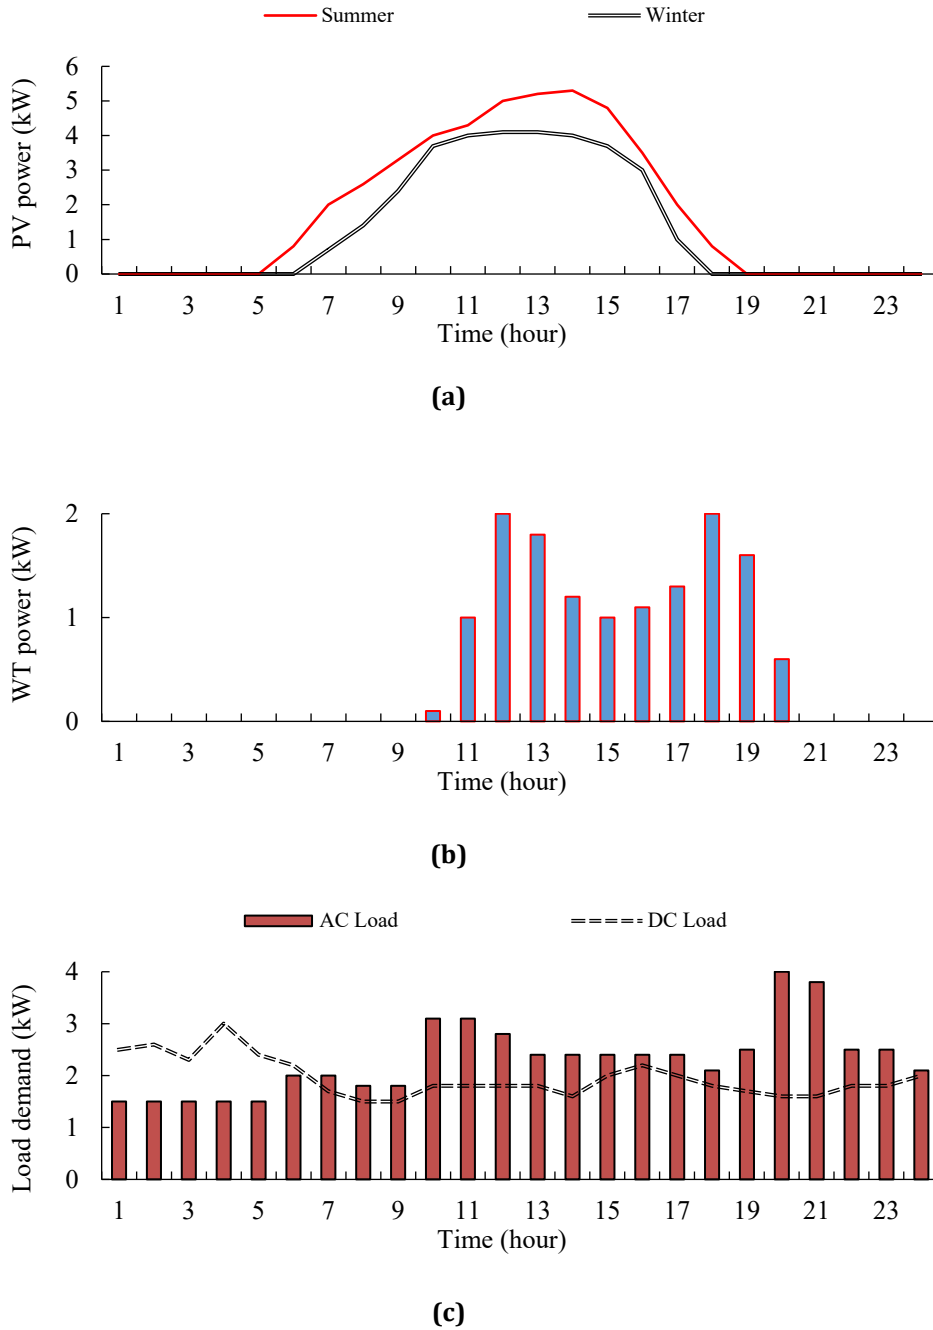 Summer Winter
PV power (kW)
6
5
4
3
2
1
0
1 3 5 7 9 11 13 15 17 19 21 23
Time (hour)
(a)
WT power (kW)
2
1
0
1 3 5 7 9 11 13 15 17 19 21 23
Time (hour)
(b)
AC Load DC Load
Load demand (kW)
4
3
2
1
0
1 3 5 7 9 11 13 15 17 19 21 23
Time (hour)
(c)